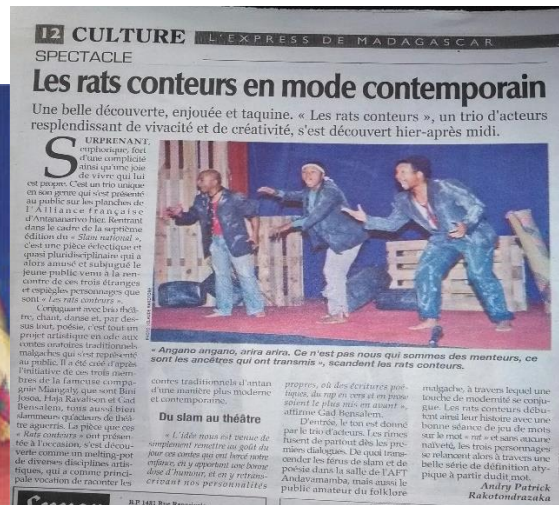 12 CULTURE L'EXPRESS DE MADAGASCAR
SPECTACLE
Les rats conteurs en mode contemporain
Une belle découverte, enjouée et taquine. « Les rats conteurs », un trio d'acteurs
resplendissant de vivacité et de créativité, s'est découvert hier-après midi.
SURPRENANT,
euphorique, fort
d'une complicité
ainsi qu'une joie
de vivre qui lui
est propre. C'est un trio unique
en son genre qui s'est présenté
au public sur les planches de
l'Alliance française
d'Antananarivo hier. Rentrant
dans le cadre de la septième
édition du « Slam national »,
c'est une pièce éclectique et
quasi pluridisciplinaire qui a
alors amusé et subjugué le
jeune public venu à la ren-
contre de ces trois étranges
et espiègles personnages que
sont « Les rats conteurs ».
Conjuguant avec brio théâ-
tre, chant, danse et, par des-
sus tout, poésie, c'est tout un
projet artistique en ode aux
contes oratoires traditionnels
malgaches qui s'est représenté
au public. Il a été créé d'après
l'initiative de ces trois mem-
bres de la fameuse compa-
gnie Miangaly, que sont Bini
Josoa, Haja Ravalison et Gad
Bensalem, tous aussi bien
slammeurs qu'acteurs de théâ-
tre aguerris. La pièce que ces
« Rats conteurs » ont présen-
tée à l'occasion, s'est décou-
verte comme un melting-pot
de diverses disciplines artis-
tiques, qui a comme princi-
pale vocation de raconter les
« Angano angano, arira arira. Ce n'est pas nous qui sommes des menteurs, ce
sont les ancêtres qui ont transmis », scandent les rats conteurs.
contes traditionnels d'antan
d'une manière plus moderne
et contemporaine.
Du slam au théâtre
« L'idée nous est venue de
simplement remettre au goût du
jour ces contes qui ont bercé notre
enfance, en y apportant une bonne
dose d'humour, et en y retrans-
crivant nos personnalités
propres, où des écritures poé-
tiques, du rap en vers et en prose
soient le plus mis en avant »,
affirme Gad Bensalem.
D'entrée, le ton est donné
par le trio d'acteurs. Les rimes
fusent de partout dès les pre-
miers dialogues. De quoi trans-
cender les férus de slam et de
poésia dans la salle de l'AFT
Andavamamba, mais aussi le
public amateur du folklore
malgache, à travers lequel une
touche de modernité se conju-
gue. Les rats conteurs débu-
tent ainsi leur histoire avec une
bonne séance de jeu de mots
sur le mot « rat » et sans aucune
naïveté, les trois personnages
se relancent alors à travers une
belle série de définition aty-
pique à partir dudit mot.
Andry Patrick
Rakotondrazaka
B.P 1481